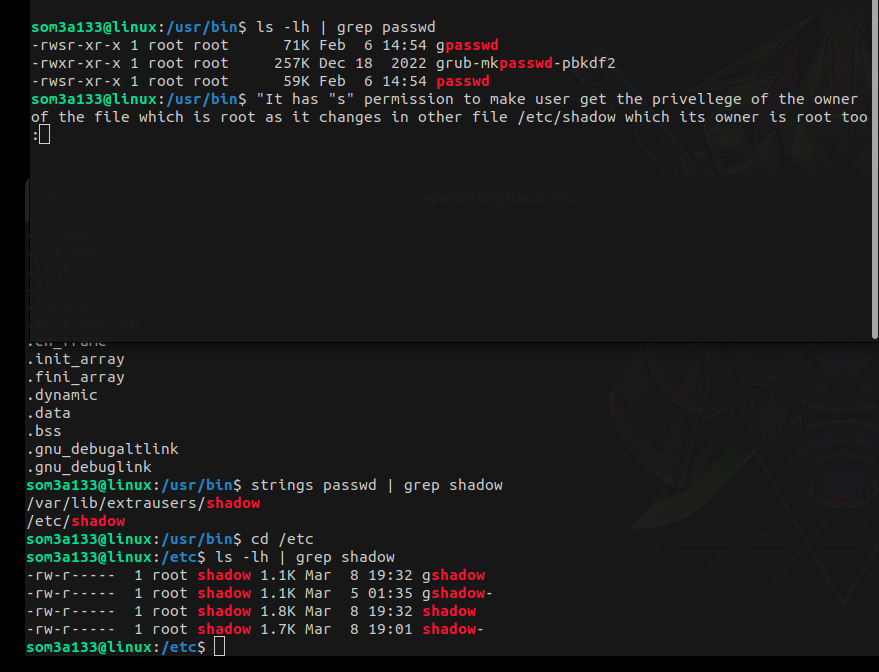 som3a133@linux:/usr/bin$ ls -lh | grep passwd
-rwsr-xr-x 1 root root      71K Feb  6 14:54 gpasswd
-rwxr-xr-x 1 root root     257K Dec 18  2022 grub-mkpasswd-pbkdf2
-rwsr-xr-x 1 root root      59K Feb  6 14:54 passwd
som3a133@linux:/usr/bin$ "It has "s" permission to make user get the privellege of the owner
of the file which is root as it changes in other file /etc/shadow which its owner is root too
:
som3a133@linux: /etc
.plt.got
.plt.sec
.text
.fini
.rodata
.eh_frame_hdr
.eh_frame
.init_array
.fini_array
.dynamic
.data
.bss
.gnu_debugaltlink
.gnu_debuglink
som3a133@linux:/usr/bin$ strings passwd | grep shadow
/var/lib/extrausers/shadow
/etc/shadow
som3a133@linux:/usr/bin$ cd /etc
som3a133@linux:/etc$ ls -lh | grep shadow
-rw-r-----  1 root shadow 1.1K Mar  8 19:32 gshadow
-rw-r-----  1 root shadow 1.1K Mar  5 01:35 gshadow-
-rw-r-----  1 root shadow 1.8K Mar  8 19:32 shadow
-rw-r-----  1 root shadow 1.7K Mar  8 19:01 shadow-
som3a133@linux:/etc$